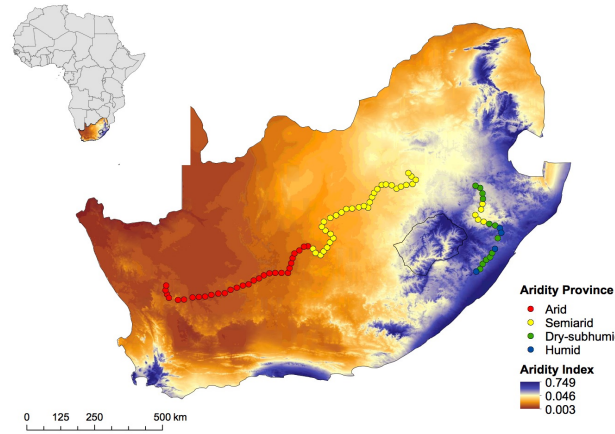 Aridity Province
Arid
Semiarid
Dry-subhumi
Humid
Aridity Index
0.749
0.046
0.003
0 125 250 500 km